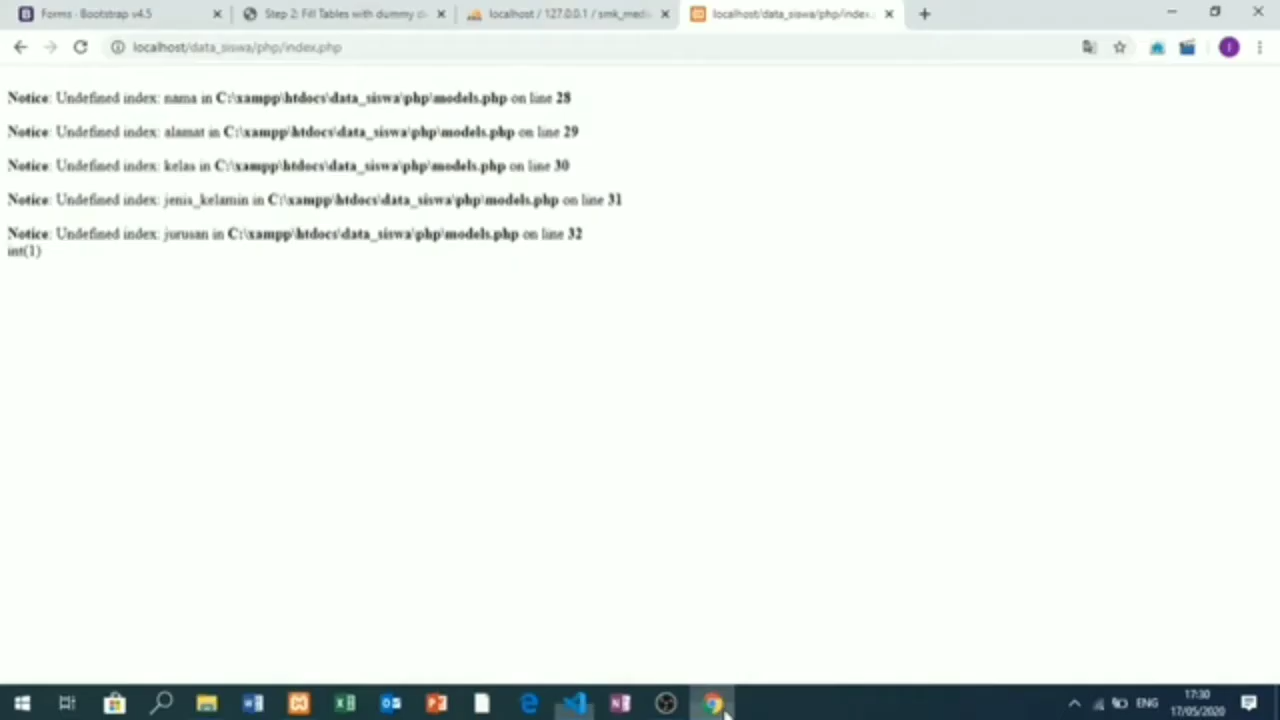 Forms · Bootstrap v4.5
Step 2: Fill Tables with dummy d
localhost / 127.0.0.1 / smk_medi
localhost/data_siswa/php/index.
localhost/data_siswa/php/index.php
Notice: Undefined index: nama in C:\xampp\htdocs\data_siswa\php\models.php on line 28
Notice: Undefined index: alamat in C:\xampp\htdocs\data_siswa\php\models.php on line 29
Notice: Undefined index: kelas in C:\xampp\htdocs\data_siswa\php\models.php on line 30
Notice: Undefined index: jenis_kelamin in C:\xampp\htdocs\data_siswa\php\models.php on line 31
Notice: Undefined index: jurusan in C:\xampp\htdocs\data_siswa\php\models.php on line 32
int(1)
ENG
17:30
17/05/2020